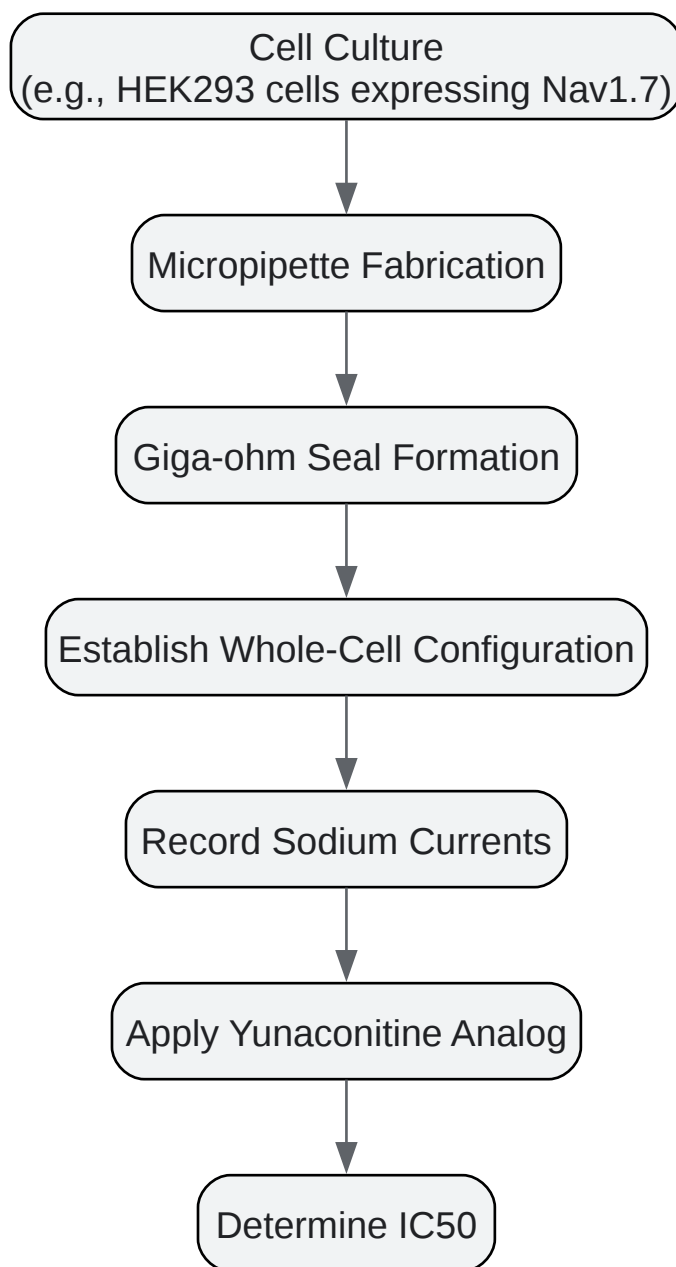 Cell Culture
(e.g., HEK293 cells expressing Nav1.7)
Micropipette Fabrication
Giga-ohm Seal Formation
Establish Whole-Cell Configuration
Record Sodium Currents
Apply Yunaconitine Analog
Determine IC50